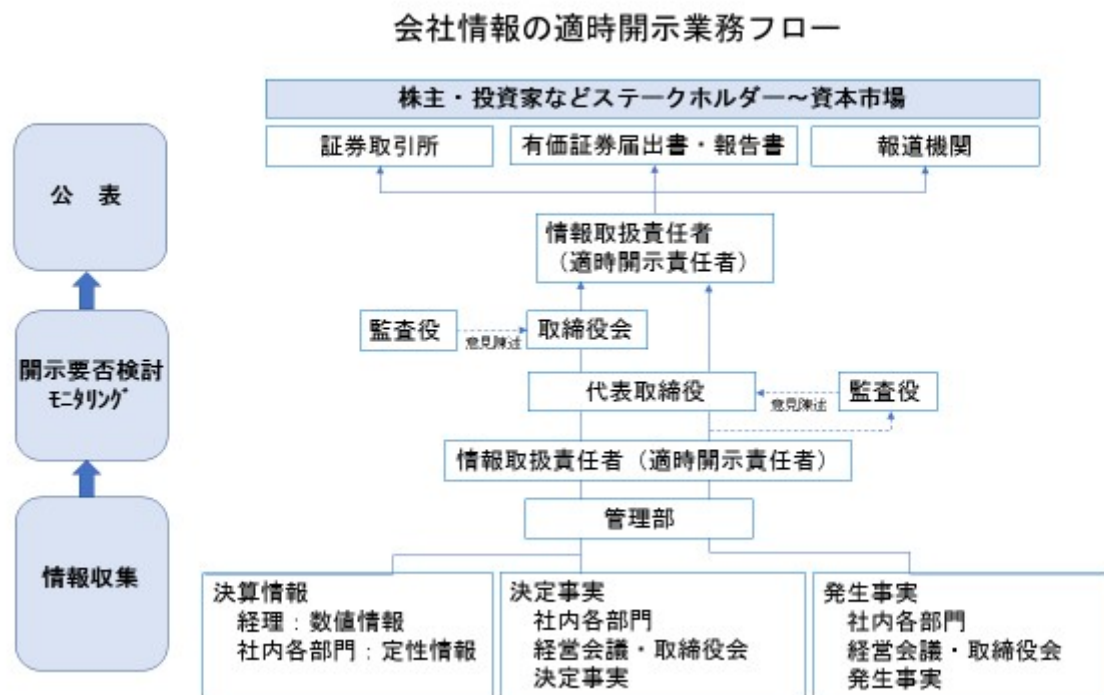 会社情報の適時開示業務フロー
株主・投資家などステークホルダー～資本市場
証券取引所
有価証券届出書・報告書
報道機関
公　表
情報取扱責任者
（適時開示責任者）
監査役
意見陳述
取締役会
開示要否検討
ﾓﾆﾀﾘﾝｸﾞ
代表取締役
意見陳述
監査役
情報取扱責任者（適時開示責任者）
管理部
情報収集
決算情報
経理：数値情報
社内各部門：定性情報
決定事実
社内各部門
経営会議・取締役会
決定事実
発生事実
社内各部門
経営会議・取締役会
発生事実